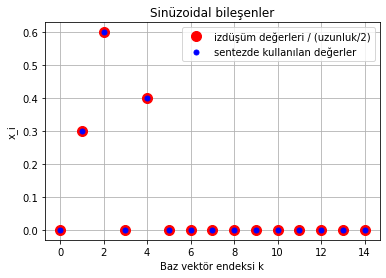 Sinüzoidal bileşenler
izdüşüm değerleri / (uzunluk/2)
sentezde kullanılan değerler
x_i
0.6
0.5
0.4
0.3
0.2
0.1
0.0
0 2 4 6 8 10 12 14
Baz vektör endeksi k